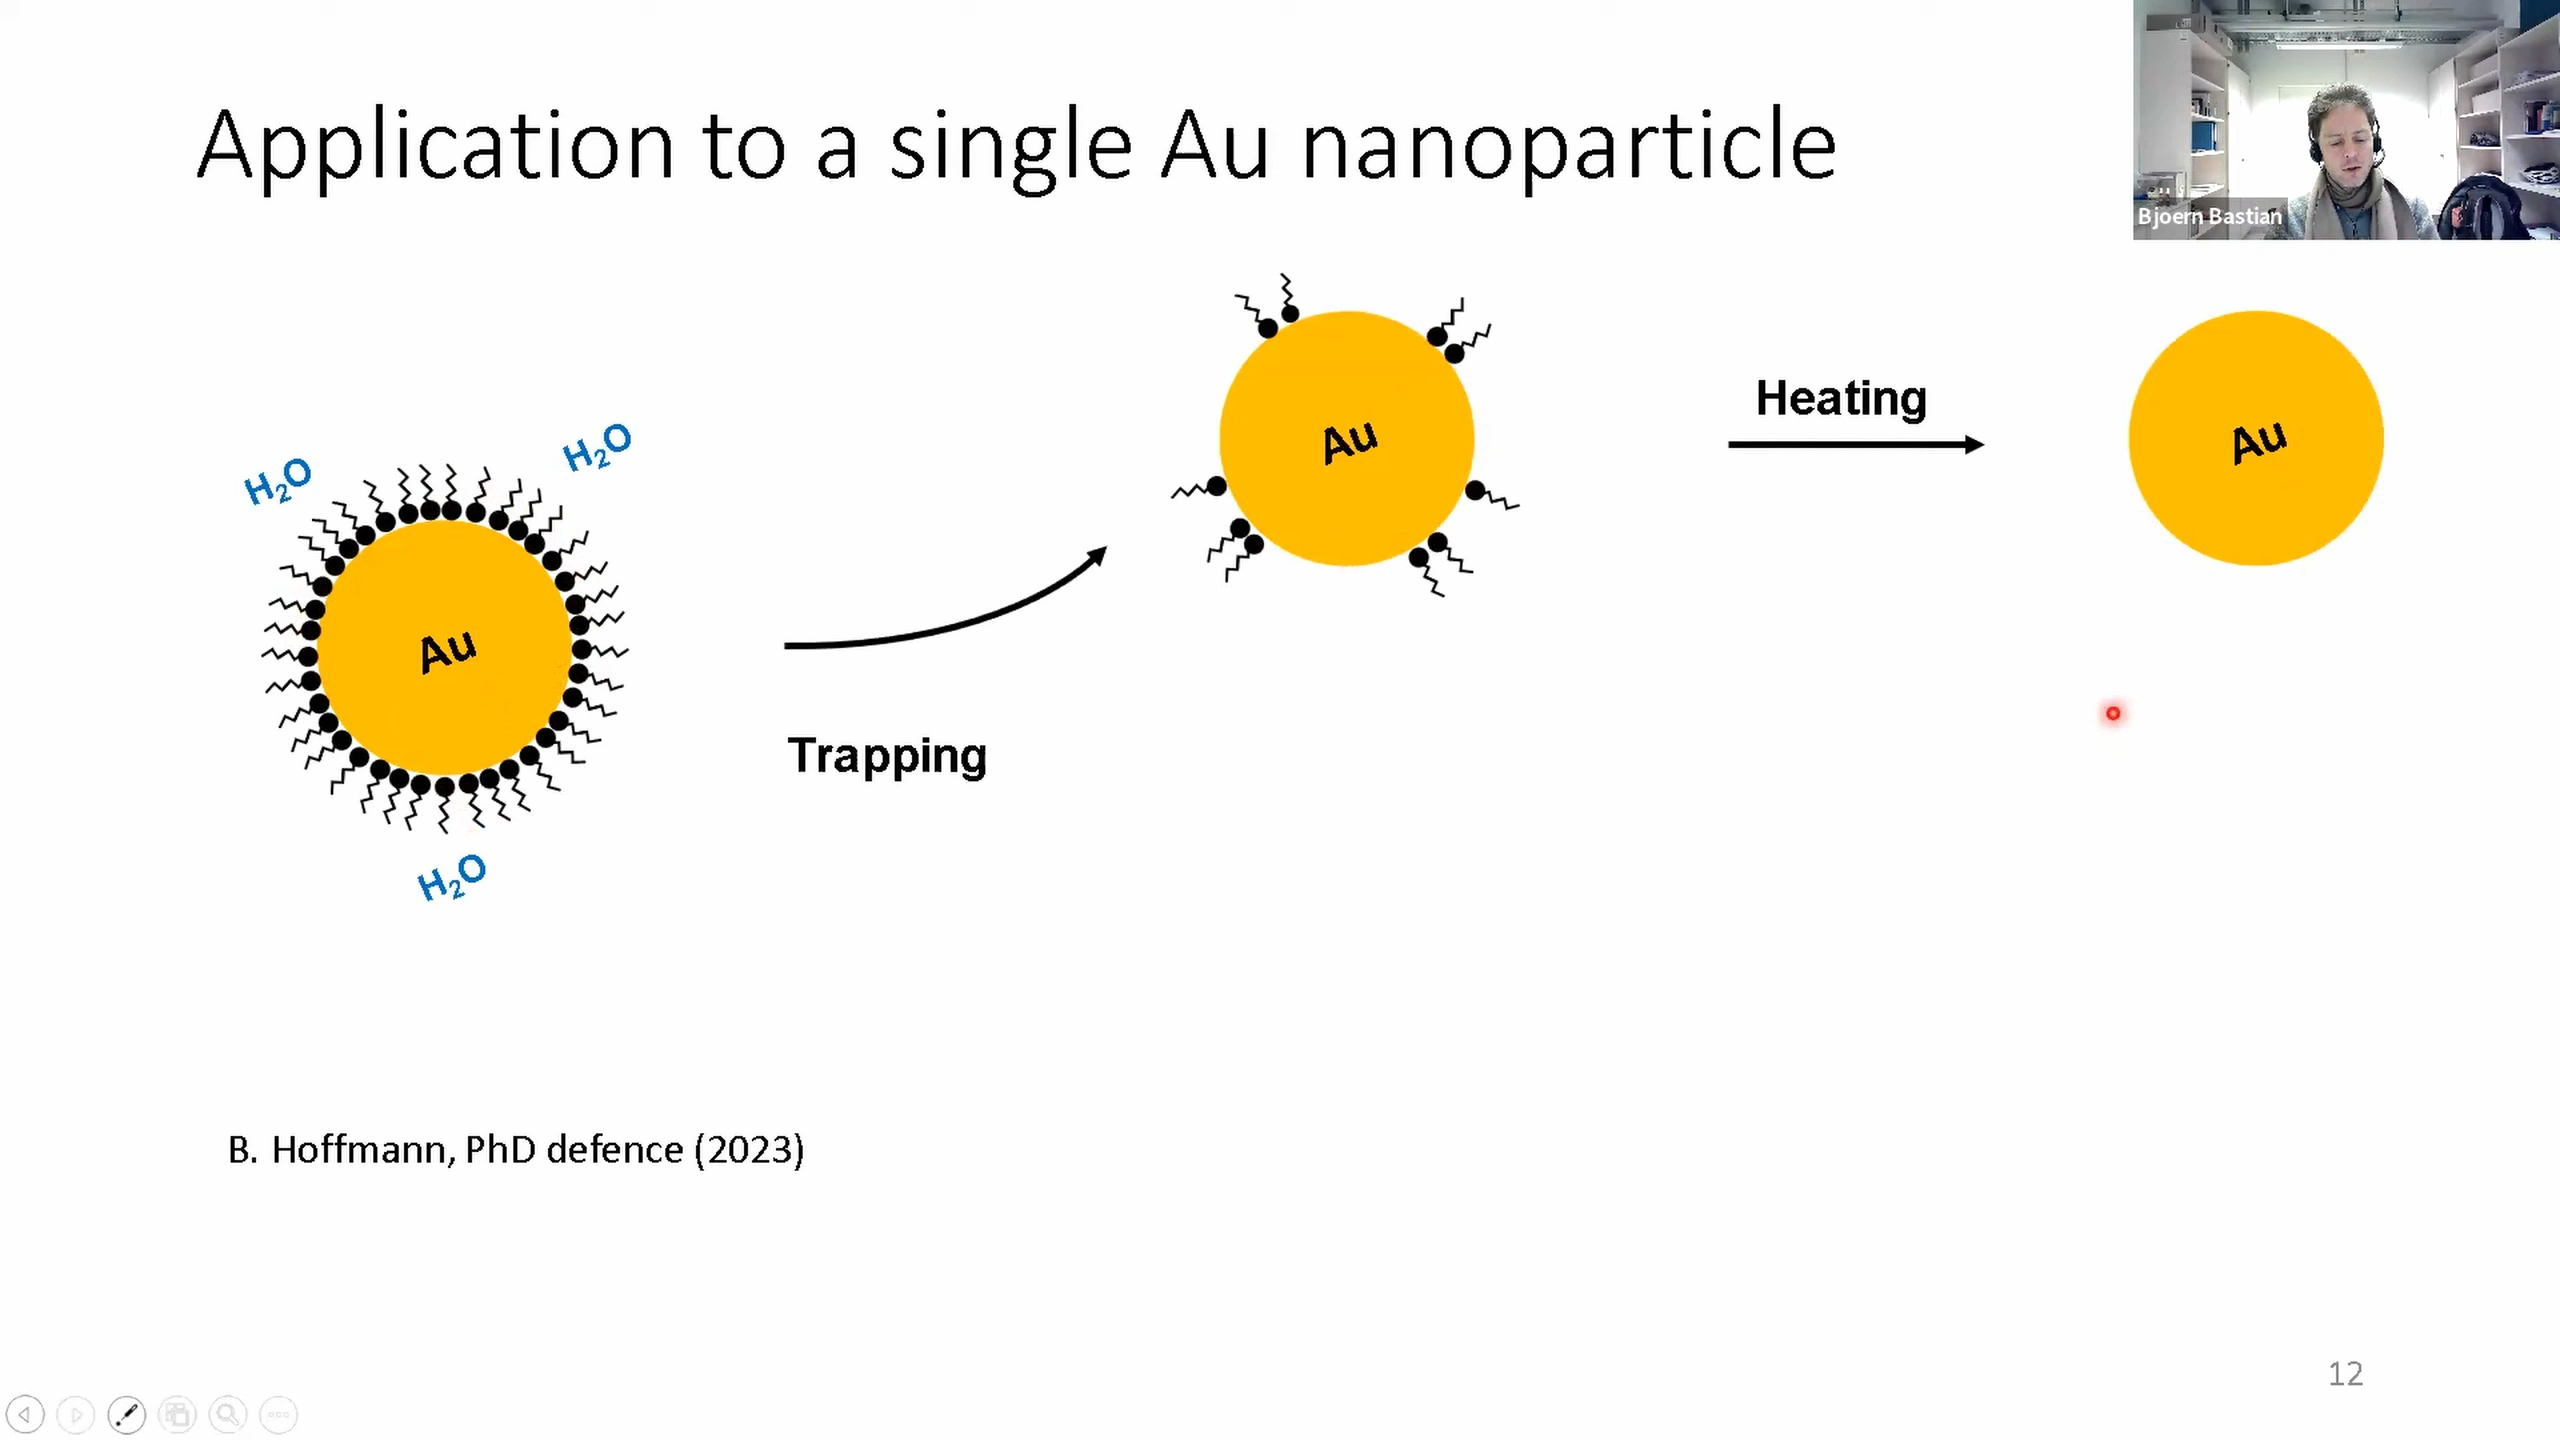 Application to a single Au nanoparticle
Bjoern Bastian
H₂O
H₂O
Au
H₂O
Trapping
Au
Heating
Au
B. Hoffmann, PhD defence (2023)
12